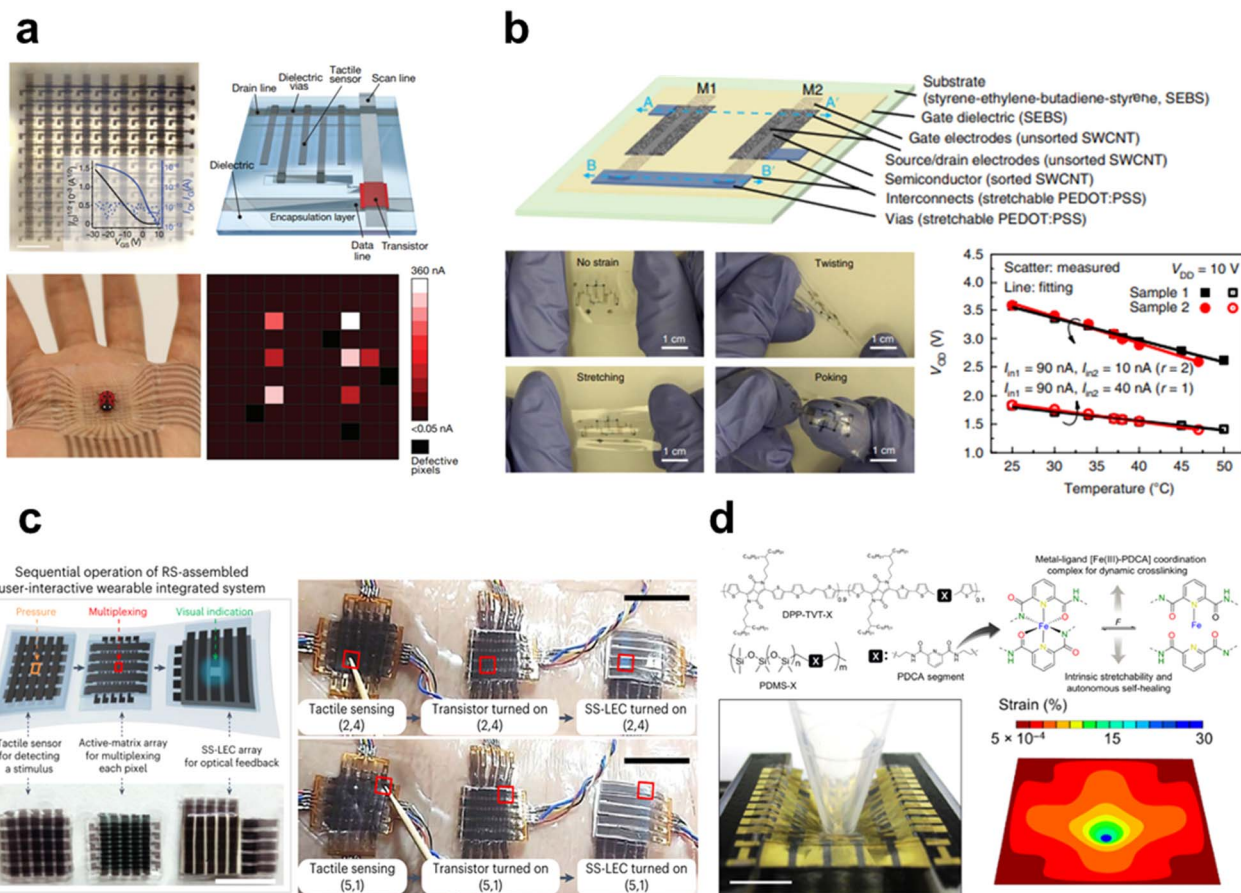 a
Drain line
Dielectric
vias
Tactile
sensor
Scan line
Dielectric
Encapsulation layer
Data
line
Transistor
V_GS (V)
−30 −20 −10 0 10
1.5
1.0
0.5
0
360 nA
<0.05 nA
Defective
pixels
b
M1
M2
A
A'
B
B'
Substrate
(styrene-ethylene-butadiene-styrene, SEBS)
Gate dielectric (SEBS)
Gate electrodes (unsorted SWCNT)
Source/drain electrodes (unsorted SWCNT)
Semiconductor (sorted SWCNT)
Interconnects (stretchable PEDOT:PSS)
Vias (stretchable PEDOT:PSS)
No strain
1 cm
Twisting
1 cm
Stretching
1 cm
Poking
1 cm
Scatter: measured
Line: fitting
V_DD = 10 V
Sample 1
Sample 2
I_in1 = 90 nA, I_in2 = 10 nA (r = 2)
I_in1 = 90 nA, I_in2 = 40 nA (r = 1)
V_OD (V)
4.5
4.0
3.5
3.0
2.5
2.0
1.5
1.0
25 30 35 40 45 50
Temperature (°C)
c
Sequential operation of RS-assembled
user-interactive wearable integrated system
Pressure
Multiplexing
Visual indication
Tactile sensor
for detecting
a stimulus
Active-matrix array
for multiplexing
each pixel
SS-LEC array
for optical feedback
Tactile sensing
(2,4)
Transistor turned on
(2,4)
SS-LEC turned on
(2,4)
Tactile sensing
(5,1)
Transistor turned on
(5,1)
SS-LEC turned on
(5,1)
d
DPP-TVT-X
PDMS-X
X
X
X:
PDCA segment
Metal-ligand [Fe(III)-PDCA] coordination
complex for dynamic crosslinking
Fe
F
Fe
Intrinsic stretchability and
autonomous self-healing
Strain (%)
5 × 10⁻⁴ 15 30